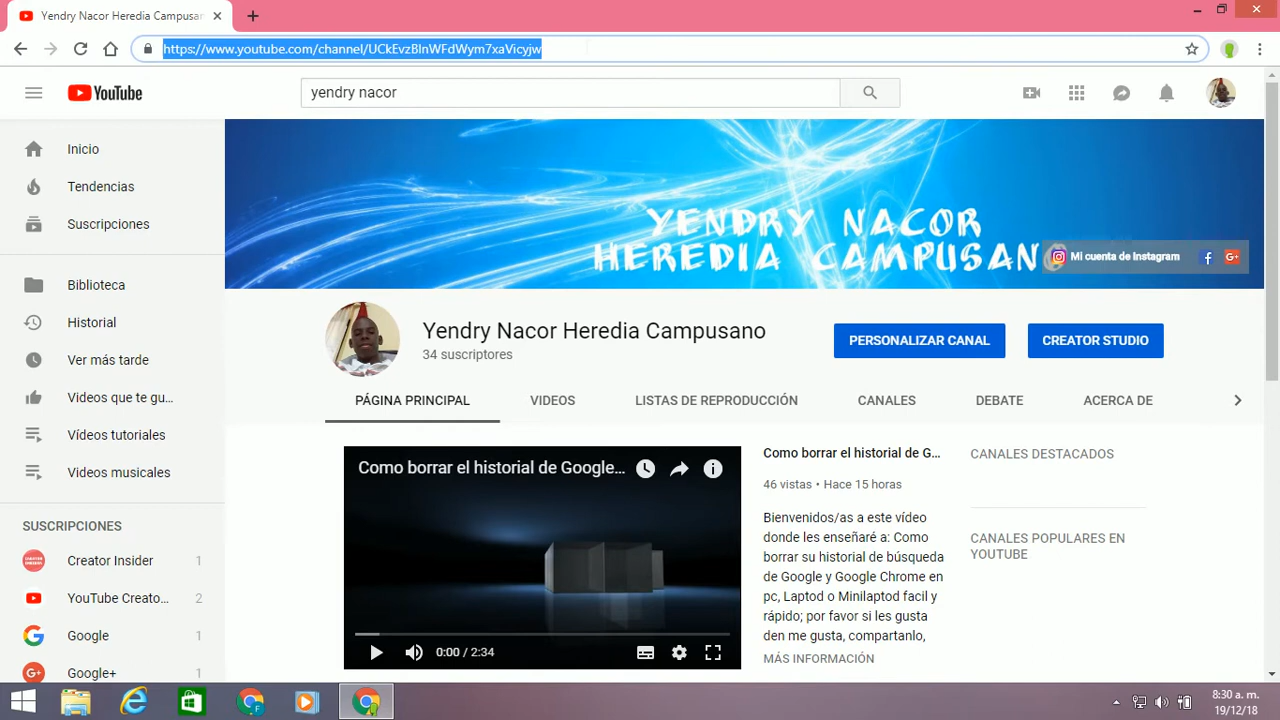 Yendry Nacor Heredia Campusan
https://www.youtube.com/channel/UCkEvzBlnWFdWym7xaVicyjw
YouTube
yendry nacor
Inicio
Tendencias
Suscripciones
Biblioteca
Historial
Ver más tarde
Videos que te gu...
Vídeos tutoriales
Videos musicales
SUSCRIPCIONES
Creator Insider 1
YouTube Creato... 2
Google 1
Google+ 1
YENDRY NACOR
HEREDIA CAMPUSAN
Mi cuenta de Instagram
Yendry Nacor Heredia Campusano
34 suscriptores
PERSONALIZAR CANAL
CREATOR STUDIO
PÁGINA PRINCIPAL
VIDEOS
LISTAS DE REPRODUCCIÓN
CANALES
DEBATE
ACERCA DE
Como borrar el historial de Google...
0:00 / 2:34
Como borrar el historial de G...
46 vistas • Hace 15 horas
Bienvenidos/as a este vídeo
donde les enseñaré a: Como
borrar su historial de búsqueda
de Google y Google Chrome en
pc, Laptod o Minilaptod facil y
rápido; por favor si les gusta
den me gusta, compartanlo,
MÁS INFORMACIÓN
CANALES DESTACADOS
CANALES POPULARES EN
YOUTUBE
8:30 a. m.
19/12/18